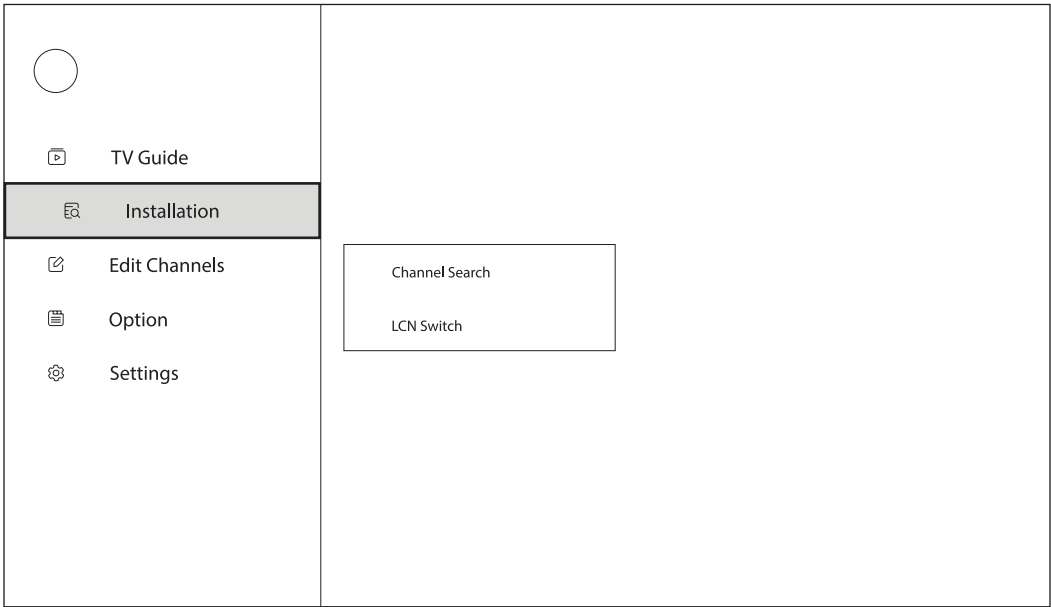 TV Guide
Installation
Edit Channels
Option
Settings
Channel Search
LCN Switch